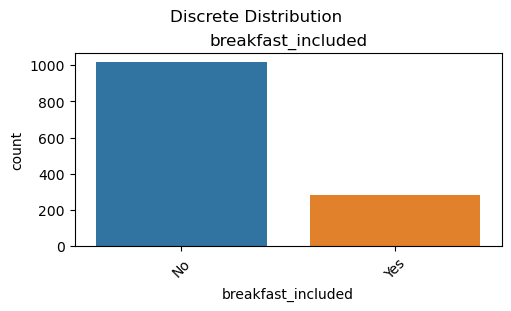 Discrete Distribution
breakfast_included
1000
800
600
400
200
0
count
No
Yes
breakfast_included